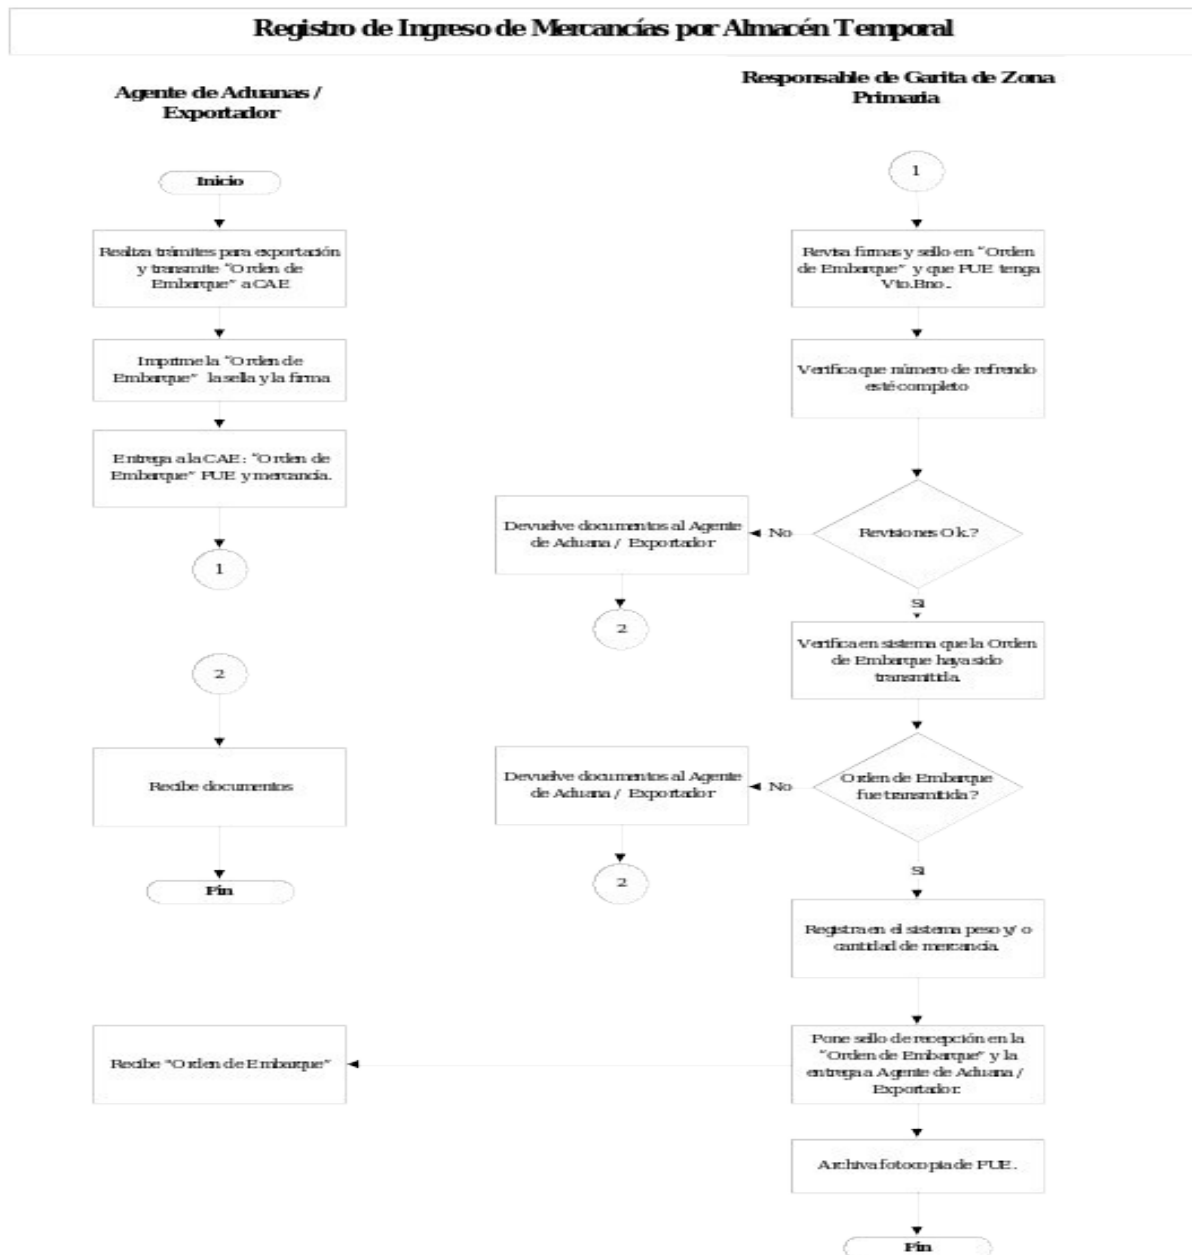 Registro de Ingreso de Mercancías por Almacén Temporal
Agente de Aduanas /
Exportador
Inicio
Realiza trámites para exportación
y transmite "Orden de
Embarque" a CAE
Imprime la "Orden de
Embarque" la sella y la firma
Entrega a la CAE: "Orden de
Embarque" FUE y mercancía.
1
2
Recibe documentos
Fin
Recibe "Orden de Embarque"
Responsable de Garita de Zona
Primaria
1
Revisa firmas y sello en "Orden
de Embarque" y que FUE tenga
Vto.Bno..
Verifica que número de refrendo
esté completo
Revisiones Ok.?
No
Devuelve documentos al Agente
de Aduana / Exportador
2
Si
Verifica en sistema que la Orden
de Embarque haya sido
transmitida.
Orden de Embarque
fue transmitida?
No
Devuelve documentos al Agente
de Aduana / Exportador
2
Si
Registra en el sistema peso y/o
cantidad de mercancía.
Pone sello de recepción en la
"Orden de Embarque" y la
entrega a Agente de Aduana /
Exportador.
Archiva fotocopia de FUE.
Fin